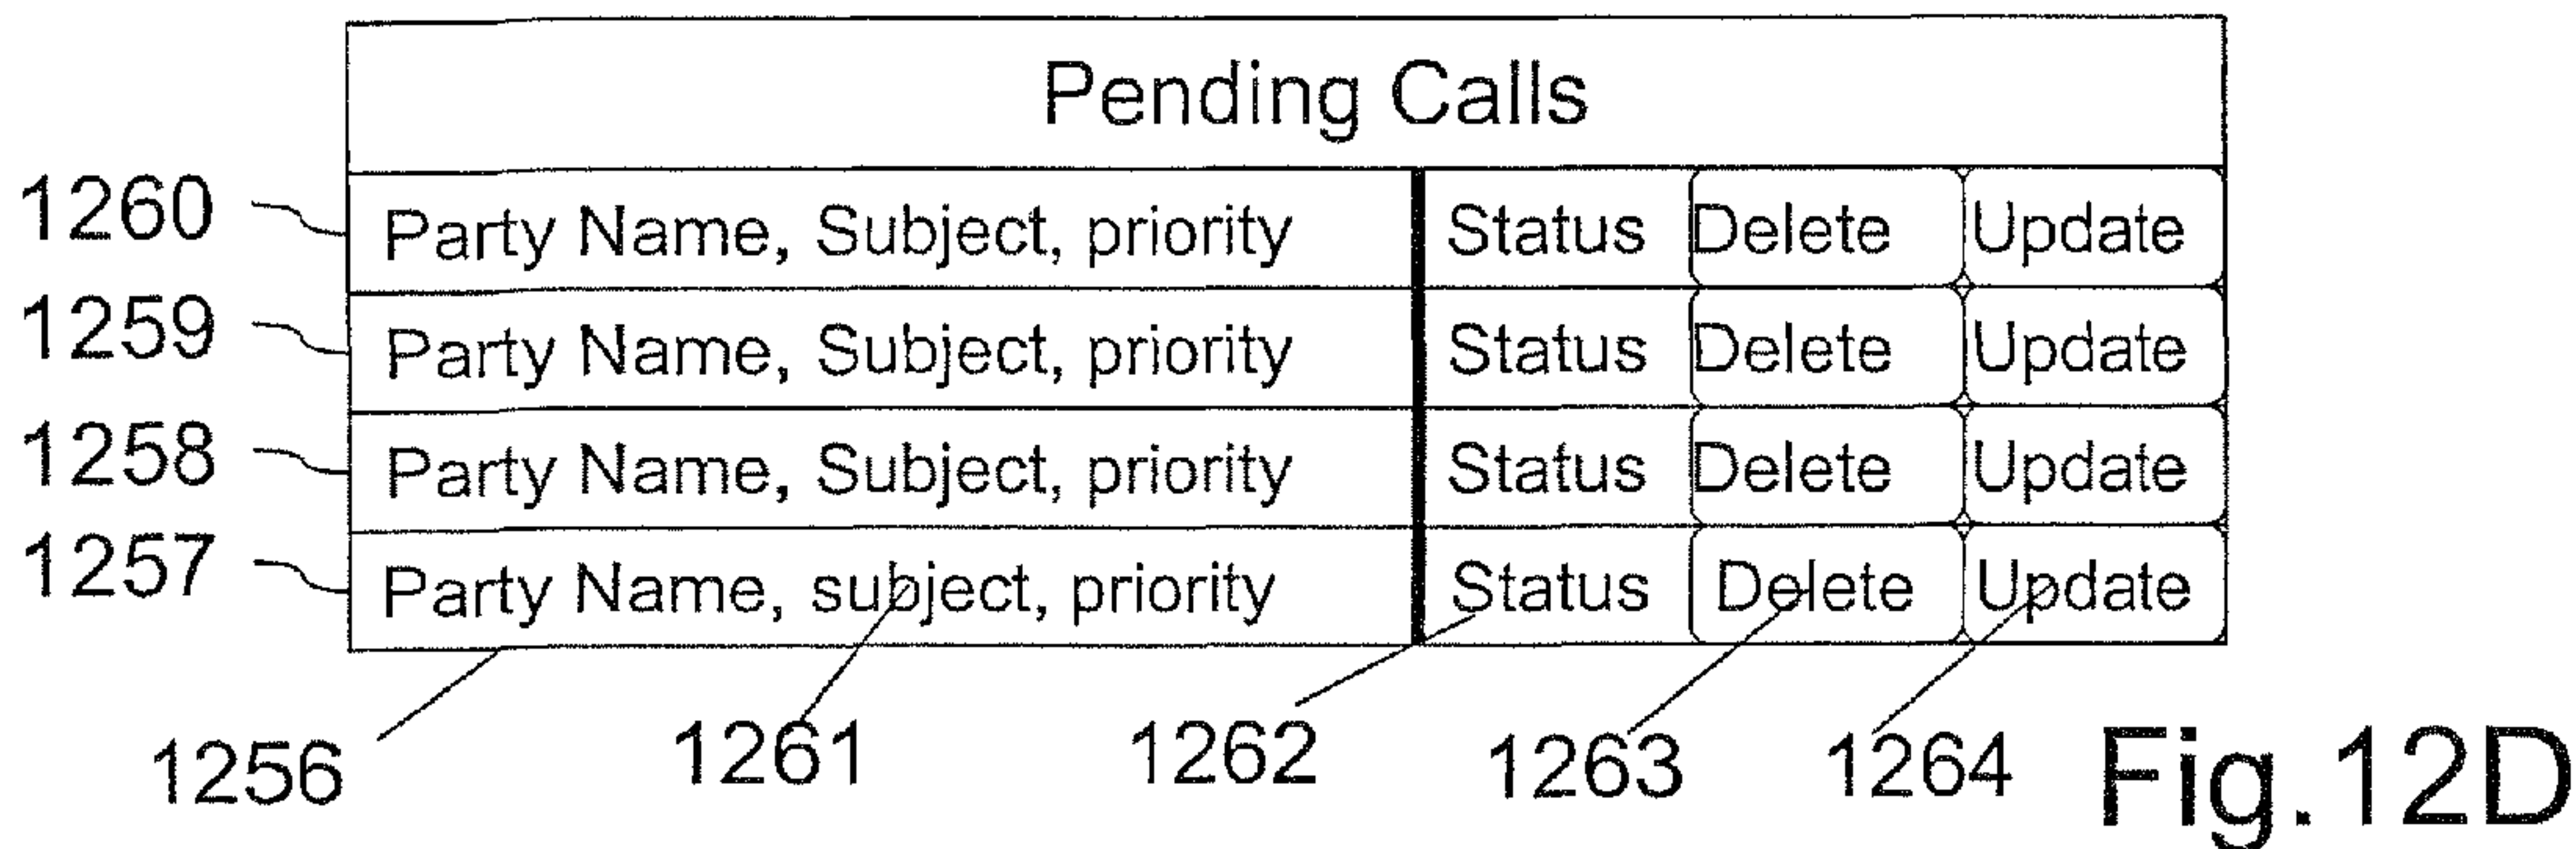 Pending Calls
1260 Party Name, Subject, priority Status Delete Update
1259 Party Name, Subject, priority Status Delete Update
1258 Party Name, Subject, priority Status Delete Update
1257 Party Name, subject, priority Status Delete Update
1256 1261 1262 1263 1264 Fig.12D